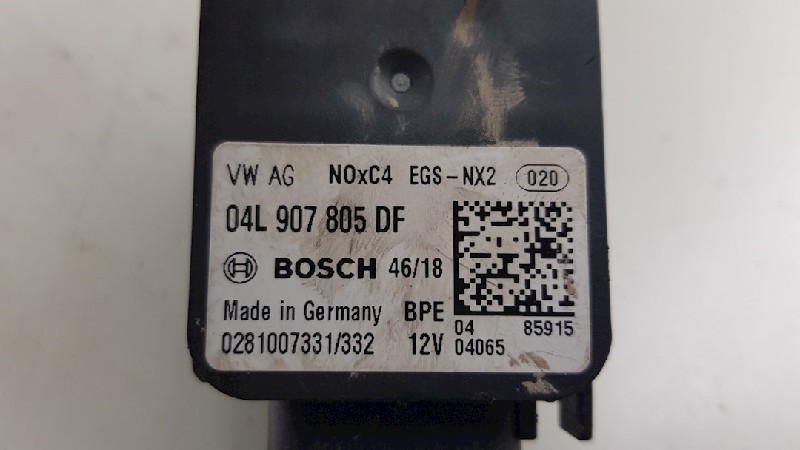 VW AG NOxC4 EGS-NX2 020
04L 907 805 DF
BOSCH 46/18
Made in Germany BPE
0281007331/332 12V
04 85915
04065